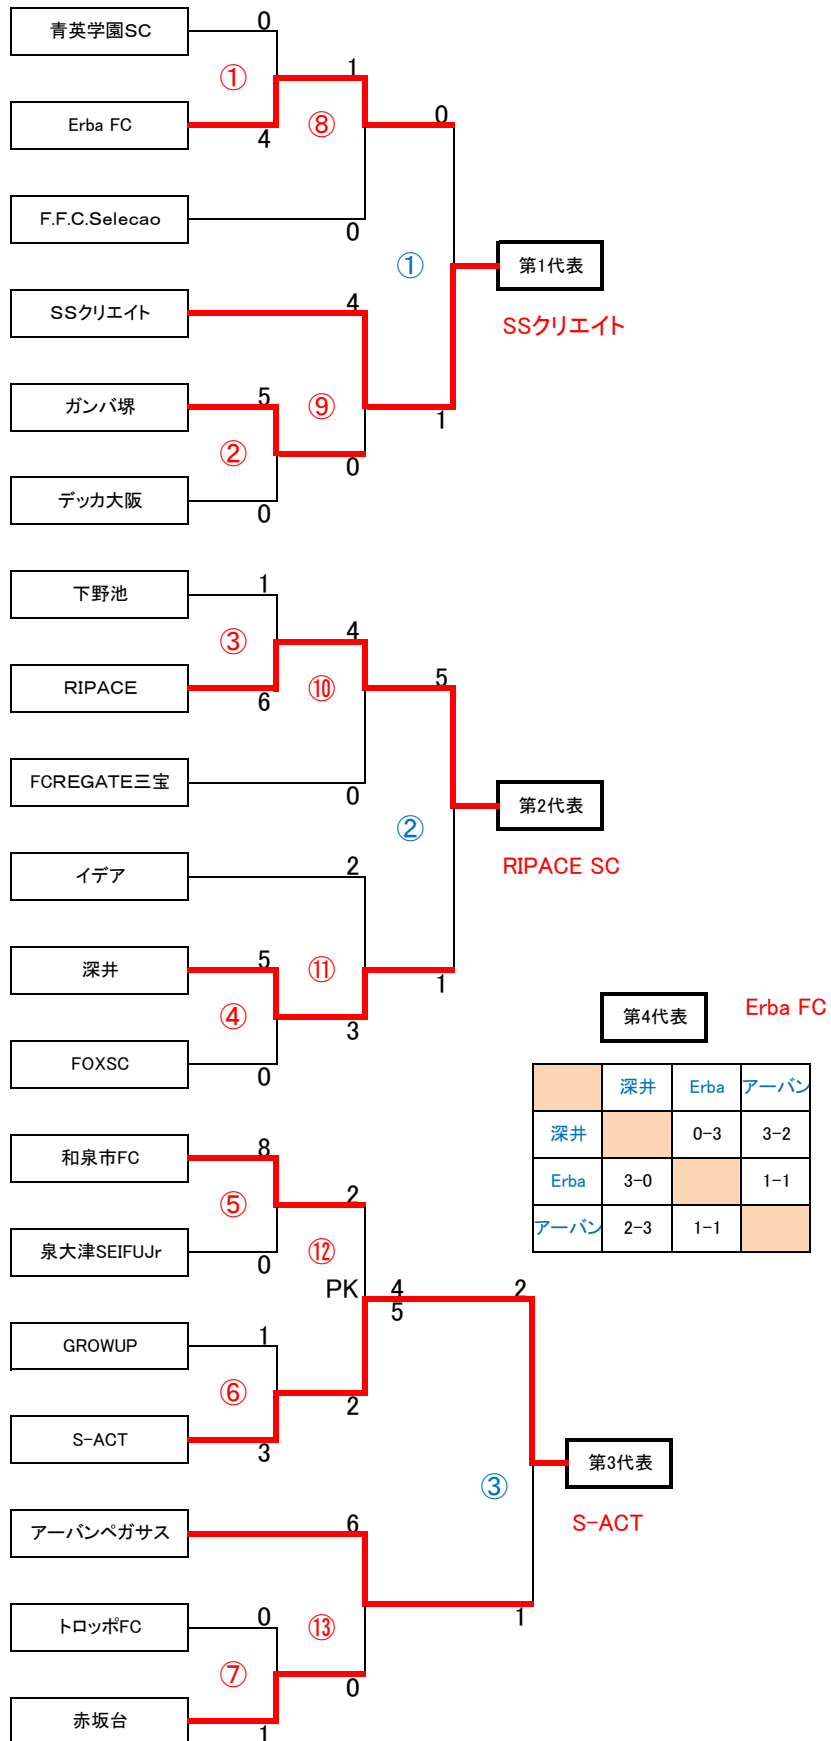 青英学園SC
0
①
1
Erba FC
4
⑧
0
F.F.C.Selecao
0
①
第1代表
SSクリエイト
SSクリエイト
4
ガンバ堺
5
⑨
1
②
0
デッカ大阪
0
下野池
1
③
4
RIPACE
6
⑩
5
FCREGATE三宝
0
②
第2代表
RIPACE SC
イデア
2
深井
5
⑪
1
④
3
FOXSC
0
第4代表
Erba FC
深井 Erba アーバン
深井 0-3 3-2
Erba 3-0 1-1
アーバン 2-3 1-1
和泉市FC
8
⑤
2
泉大津SEIFUJr
0
⑫
PK 4
5
2
GROWUP
1
⑥
2
S-ACT
3
③
第3代表
S-ACT
アーバンペガサス
6
1
トロッポFC
0
⑬
⑦
0
赤坂台
1